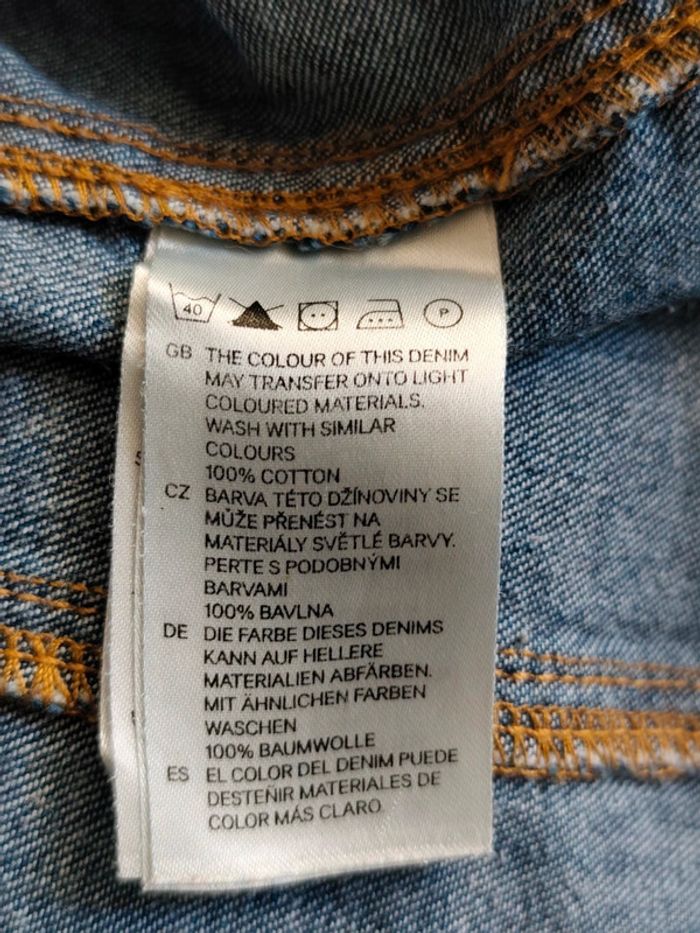 40 P
GB THE COLOUR OF THIS DENIM
MAY TRANSFER ONTO LIGHT
COLOURED MATERIALS.
WASH WITH SIMILAR
COLOURS
100% COTTON
CZ BARVA TÉTO DŽÍNOVINY SE
MŮŽE PŘENÉST NA
MATERIÁLY SVĚTLÉ BARVY.
PERTE S PODOBNÝMI
BARVAMI
100% BAVLNA
DE DIE FARBE DIESES DENIMS
KANN AUF HELLERE
MATERIALIEN ABFÄRBEN.
MIT ÄHNLICHEN FARBEN
WASCHEN
100% BAUMWOLLE
ES EL COLOR DEL DENIM PUEDE
DESTEÑIR MATERIALES DE
COLOR MÁS CLARO.